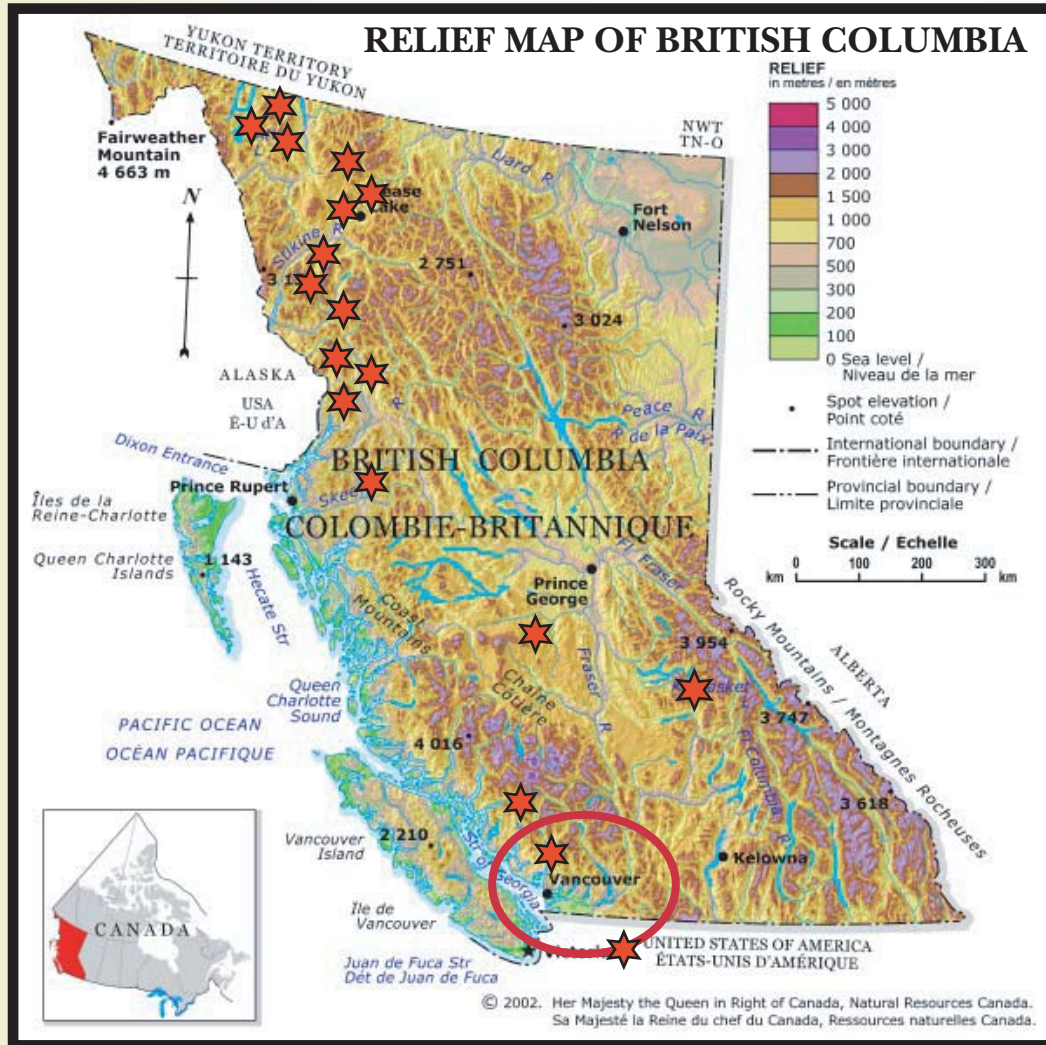 RELIEF MAP OF BRITISH COLUMBIA
YUKON TERRITORY
TERRITOIRE DU YUKON
RELIEF
in metres / en mètres
5 000
4 000
3 000
2 000
1 500
1 000
700
500
300
200
100
0 Sea level /
Niveau de la mer
Spot elevation /
Point coté
International boundary /
Frontière internationale
Provincial boundary /
Limite provinciale
Scale / Echelle
km 0 100 200 300 km
NWT
TN-O
Fairweather
Mountain
4 663 m
N
Liard R
Fort
Nelson
Lake
Stikine R
2 751
3 024
ALASKA
USA
É-U d'A
Peace R
R de la Paix
Dixon Entrance
BRITISH COLUMBIA
COLOMBIE-BRITANNIQUE
Prince Rupert
R
Îles de la
Reine-Charlotte
Queen Charlotte
Islands
1 143
Hecate Str
Prince
George
Fl Fraser
Coast
Mountains
Chaîne
Côtière
Fraser
R
3 954
Rocky Mountains / Montagnes Rocheuses
ALBERTA
3 747
Fl Columbia
R
3 618
Queen
Charlotte
Sound
PACIFIC OCEAN
OCÉAN PACIFIQUE
4 016
Vancouver
Island
2 210
Str of Georgia
Vancouver
Kelowna
Ile de
Vancouver
Juan de Fuca Str
Dét de Juan de Fuca
UNITED STATES OF AMERICA
ÉTATS-UNIS D'AMÉRIQUE
CANADA
© 2002. Her Majesty the Queen in Right of Canada, Natural Resources Canada.
Sa Majesté la Reine du chef du Canada, Ressources naturelles Canada.